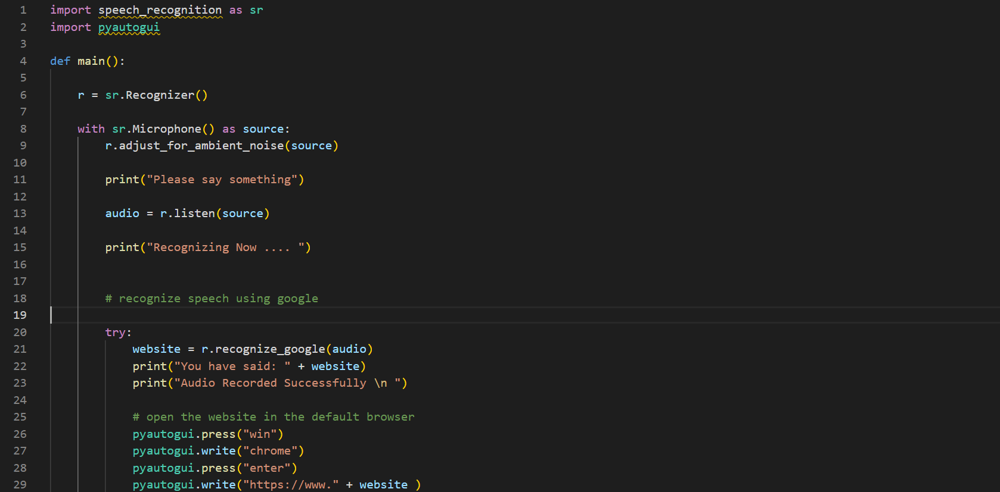 1 import speech_recognition as sr
2 import pyautogui
3
4 def main():
5
6     r = sr.Recognizer()
7
8     with sr.Microphone() as source:
9         r.adjust_for_ambient_noise(source)
10
11         print("Please say something")
12
13         audio = r.listen(source)
14
15         print("Recognizing Now .... ")
16
17
18         # recognize speech using google
19
20         try:
21             website = r.recognize_google(audio)
22             print("You have said: " + website)
23             print("Audio Recorded Successfully \n ")
24
25             # open the website in the default browser
26             pyautogui.press("win")
27             pyautogui.write("chrome")
28             pyautogui.press("enter")
29             pyautogui.write("https://www." + website )